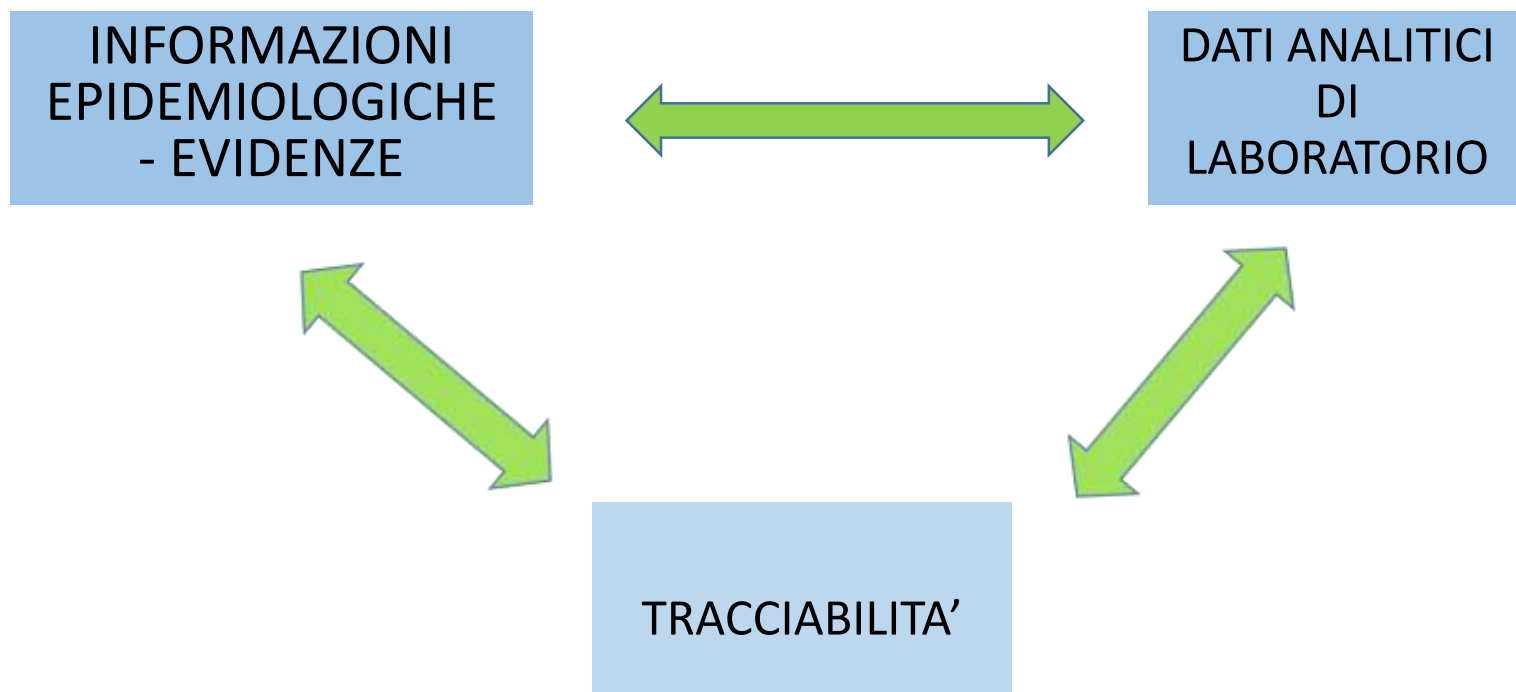 INFORMAZIONI
EPIDEMIOLOGICHE
- EVIDENZE
DATI ANALITICI
DI
LABORATORIO
TRACCIABILITA’